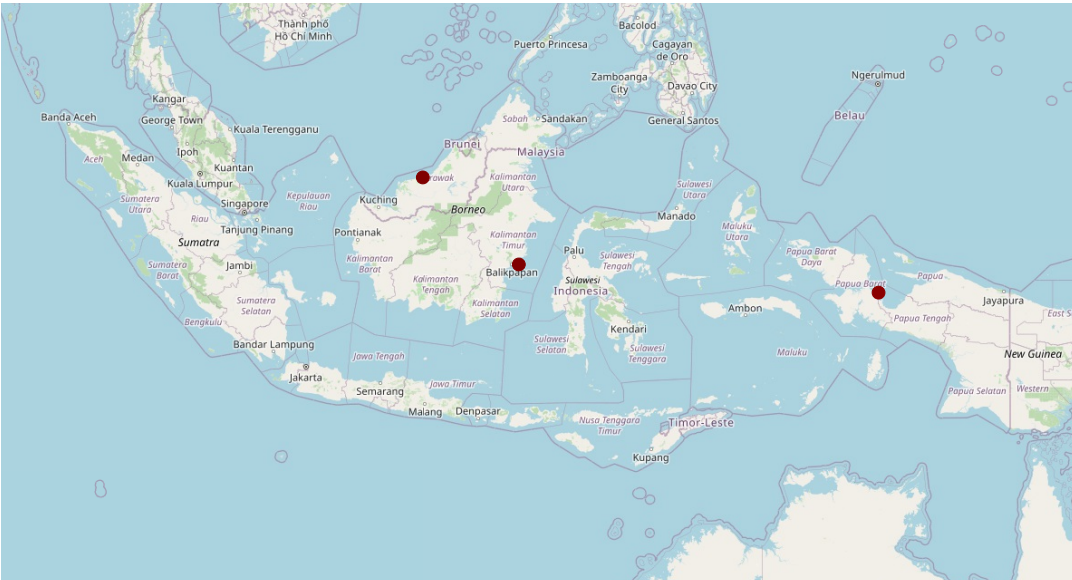 Thành phố
Hồ Chí Minh
Bacolod
Puerto Princesa
Cagayan
de Oro
Zamboanga
City
Davao City
Ngerulmud
Kangar
Banda Aceh
George Town
Kuala Terengganu
General Santos
Sabah
Sandakan
Belau
Brunei
Malaysia
Ipoh
Aceh
Medan
Kuantan
Kuala Lumpur
Kalimantan
Utara
Sulawesi
Utara
Kepulauan
Riau
Sumatera
Utara
Singapore
Kuching
Borneo
Riau
Manado
Tanjung Pinang
Pontianak
Maluku
Utara
Sumatra
Kalimantan
Timur
Palu
Papua Barat
Daya
Sulawesi
Tengah
Sumatera
Barat
Jambi
Kalimantan
Barat
Balikpapan
Kalimantan
Tengah
Sulawesi
Indonesia
Papua
Papua Barat
Sumatera
Selatan
Kalimantan
Selatan
Jayapura
Ambon
Papua Tengah
East S
Bengkulu
Kendari
Bandar Lampung
Sulawesi
Selatan
Sulawesi
Tenggara
Jawa Tengah
Maluku
New Guinea
Jakarta
Semarang
Jawa Timur
Papua Selatan
Western
Malang
Denpasar
Nusa Tenggara
Timur
Timor-Leste
Kupang